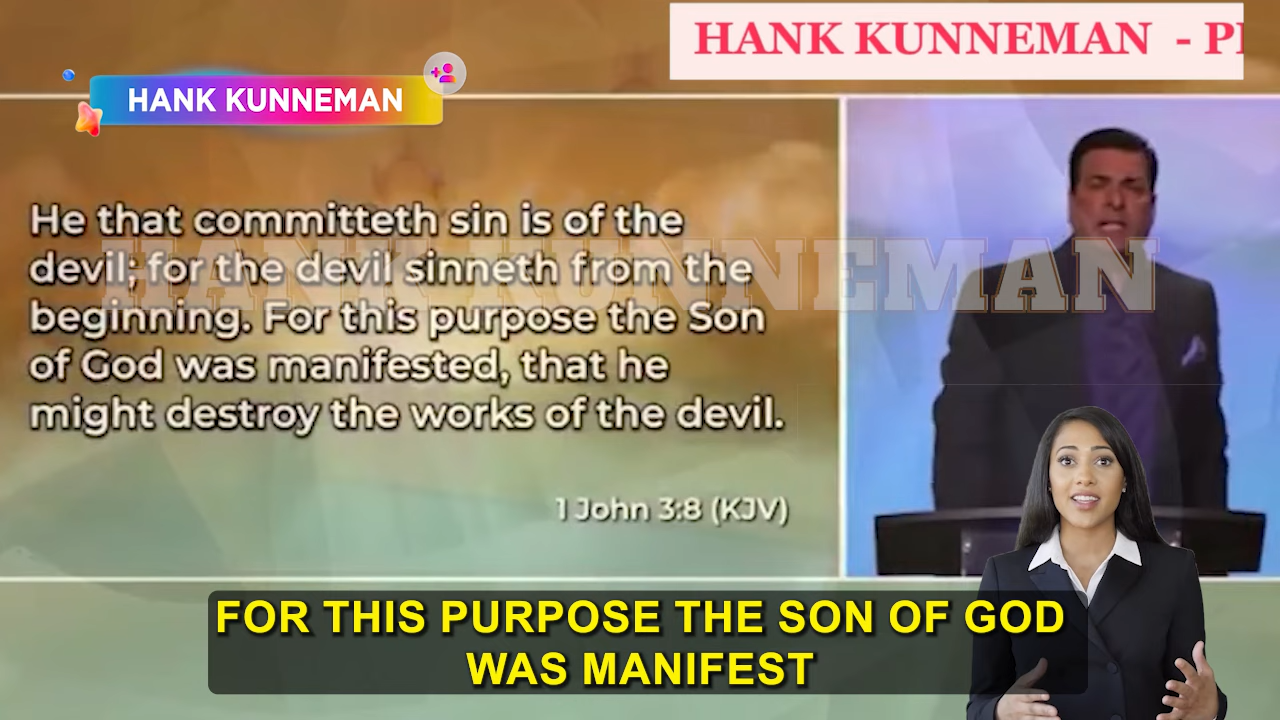 HANK KUNNEMAN - P
HANK KUNNEMAN
He that committeth sin is of the
devil; for the devil sinneth from the
beginning. For this purpose the Son
of God was manifested, that he
might destroy the works of the devil.
HANK KUNNEMAN
1 John 3:8 (KJV)
FOR THIS PURPOSE THE SON OF GOD
WAS MANIFEST